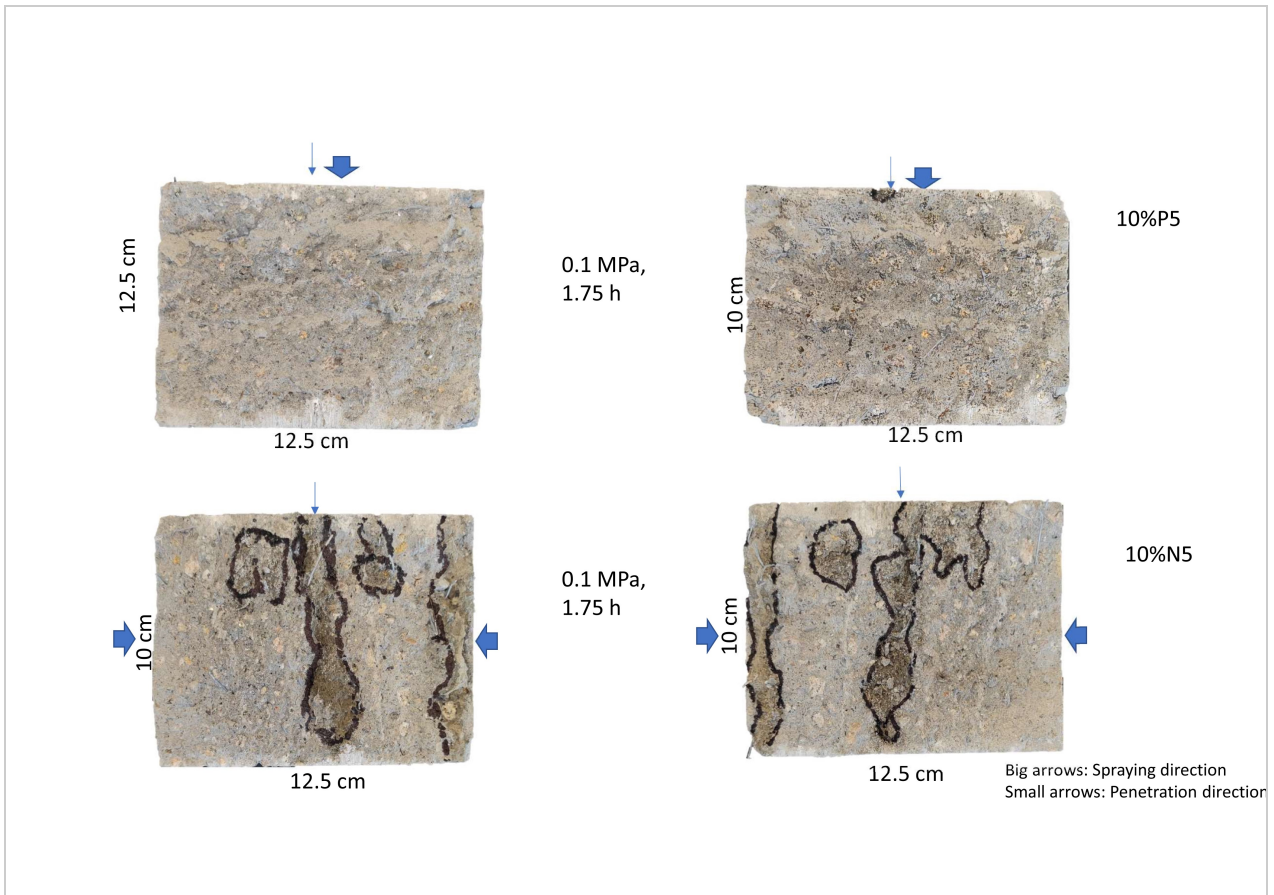 12.5 cm
0.1 MPa,
1.75 h
10 cm
10%P5
12.5 cm
12.5 cm
10 cm
0.1 MPa,
1.75 h
10 cm
10%N5
12.5 cm
12.5 cm
Big arrows: Spraying direction
Small arrows: Penetration direction